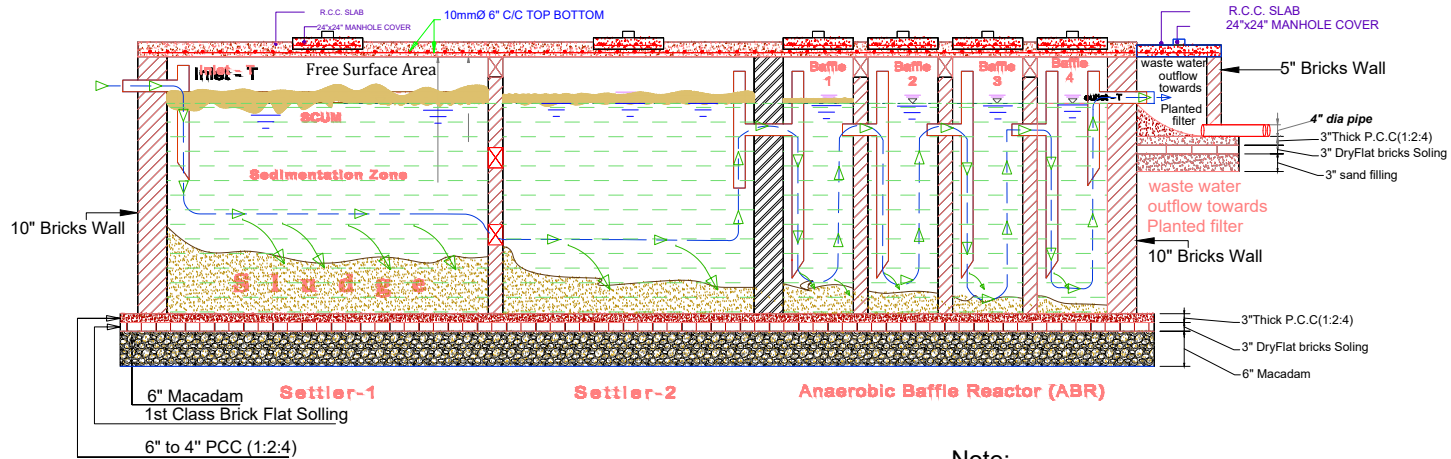 R.C.C. SLAB
24"x24" MANHOLE COVER
10mmØ 6" C/C TOP BOTTOM
R.C.C. SLAB
24"x24" MANHOLE COVER
Inlet - T
Free Surface Area
Baffle
1
Baffle
2
Baffle
3
Baffle
4
waste water
outflow
towards
Planted
filter
5" Bricks Wall
outlet-T
SCUM
4" dia pipe
3"Thick P.C.C(1:2:4)
3" DryFlat bricks Soling
3" sand filling
Sedimentation Zone
waste water
outflow towards
Planted filter
10" Bricks Wall
10" Bricks Wall
Sludge
3"Thick P.C.C(1:2:4)
3" DryFlat bricks Soling
6" Macadam
Settler-1
Settler-2
Anaerobic Baffle Reactor (ABR)
6" Macadam
1st Class Brick Flat Solling
6" to 4" PCC (1:2:4)
Note: